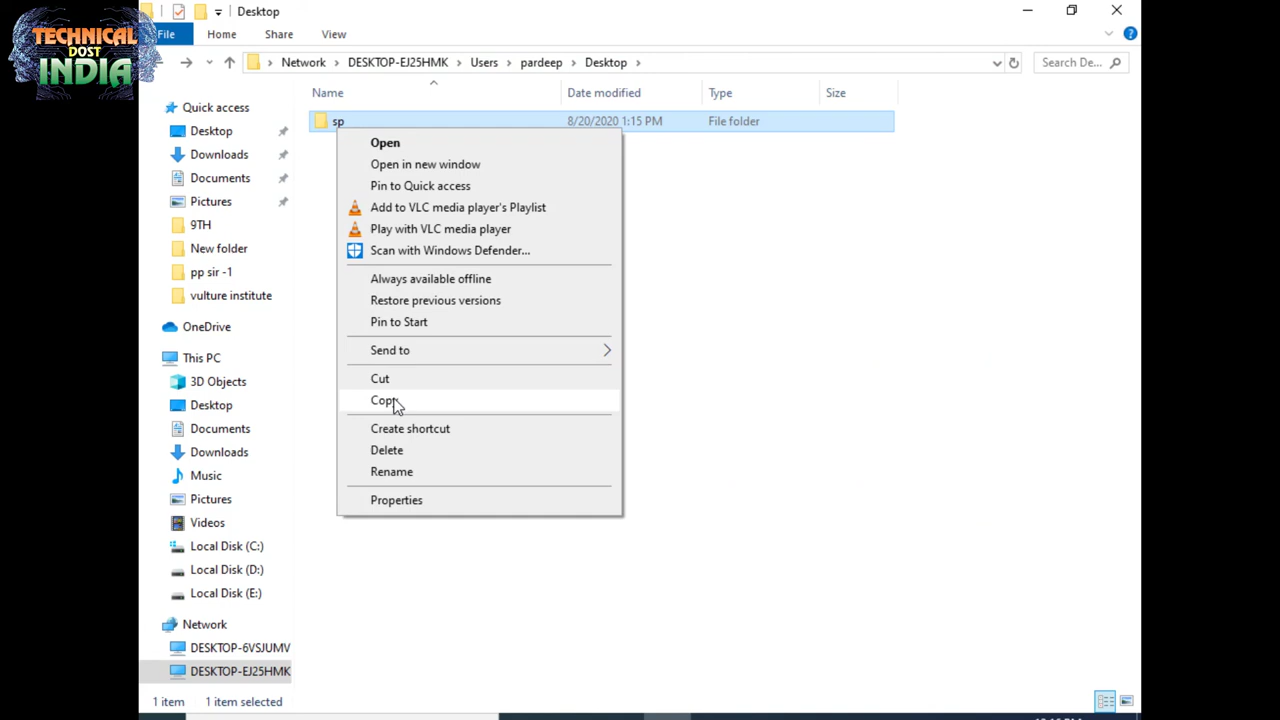 TECHNICAL
DOST
INDIA
Desktop
File
Home
Share
View
Network
DESKTOP-EJ25HMK
Users
pardeep
Desktop
Search De...
Name
Date modified
Type
Size
sp
8/20/2020 1:15 PM
File folder
Quick access
Desktop
Downloads
Documents
Pictures
9TH
New folder
pp sir -1
vulture institute
OneDrive
This PC
3D Objects
Desktop
Documents
Downloads
Music
Pictures
Videos
Local Disk (C:)
Local Disk (D:)
Local Disk (E:)
Network
DESKTOP-6VSJUMV
DESKTOP-EJ25HMK
Open
Open in new window
Pin to Quick access
Add to VLC media player's Playlist
Play with VLC media player
Scan with Windows Defender...
Always available offline
Restore previous versions
Pin to Start
Send to
Cut
Copy
Create shortcut
Delete
Rename
Properties
1 item
1 item selected